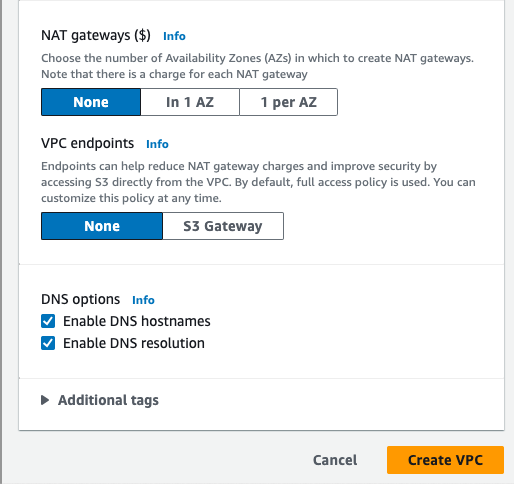 NAT gateways ($) Info
Choose the number of Availability Zones (AZs) in which to create NAT gateways.
Note that there is a charge for each NAT gateway
None In 1 AZ 1 per AZ
VPC endpoints Info
Endpoints can help reduce NAT gateway charges and improve security by
accessing S3 directly from the VPC. By default, full access policy is used. You can
customize this policy at any time.
None S3 Gateway
DNS options Info
Enable DNS hostnames
Enable DNS resolution
Additional tags
Cancel Create VPC